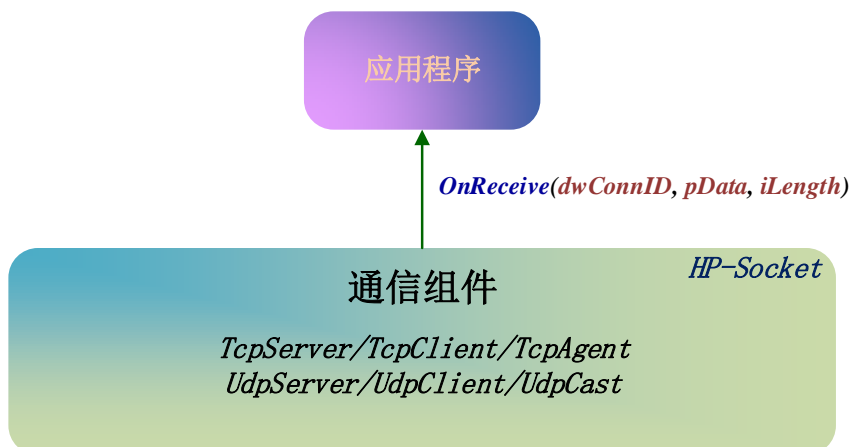 应用程序
OnReceive(dwConnID, pData, iLength)
HP-Socket
通信组件
TcpServer/TcpClient/TcpAgent
UdpServer/UdpClient/UdpCast